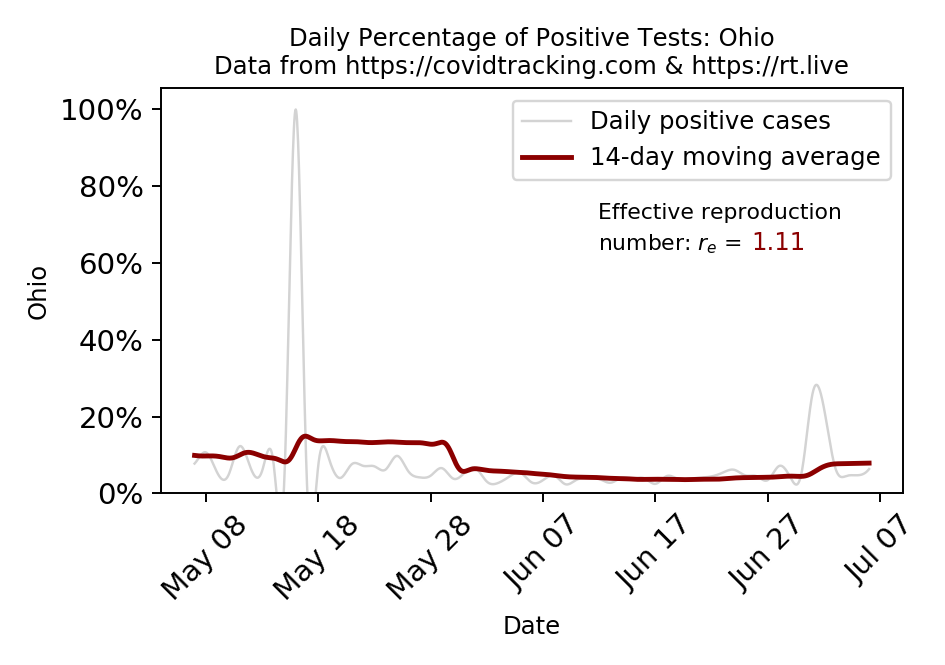 Daily Percentage of Positive Tests: Ohio
Data from https://covidtracking.com & https://rt.live
100%
80%
60%
40%
20%
0%
Ohio
Daily positive cases
14-day moving average
Effective reproduction
number: rₑ = 1.11
May 08
May 18
May 28
Jun 07
Jun 17
Jun 27
Jul 07
Date